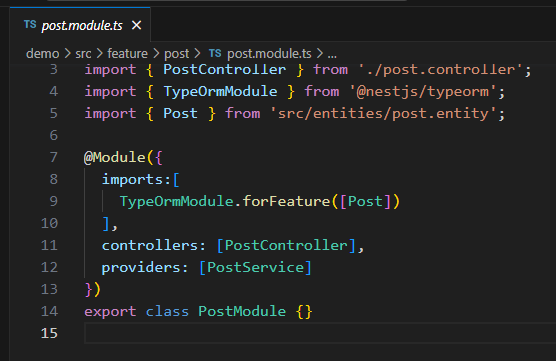 TS post.module.ts ×
demo > src > feature > post > TS post.module.ts > ...
3 import { PostController } from './post.controller';
4 import { TypeOrmModule } from '@nestjs/typeorm';
5 import { Post } from 'src/entities/post.entity';
6
7 @Module({
8   imports:[
9     TypeOrmModule.forFeature([Post])
10   ],
11   controllers: [PostController],
12   providers: [PostService]
13 })
14 export class PostModule {}
15